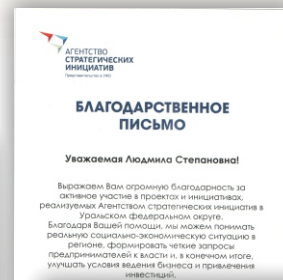 АГЕНТСТВО
СТРАТЕГИЧЕСКИХ
ИНИЦИАТИВ
Представительство в УФО
БЛАГОДАРСТВЕННОЕ
ПИСЬМО
Уважаемая Людмила Степановна!
Выражаем Вам огромную благодарность за
активное участие в проектах и инициативах,
реализуемых Агентством стратегических инициатив в
Уральском федеральном округе.
Благодаря Вашей помощи, мы можем понимать
реальную социально-экономическую ситуацию в
регионе, формировать четкие запросы
предпринимателей к власти и, в конечном итоге,
улучшать условия ведения бизнеса и привлечения
инвестиций.